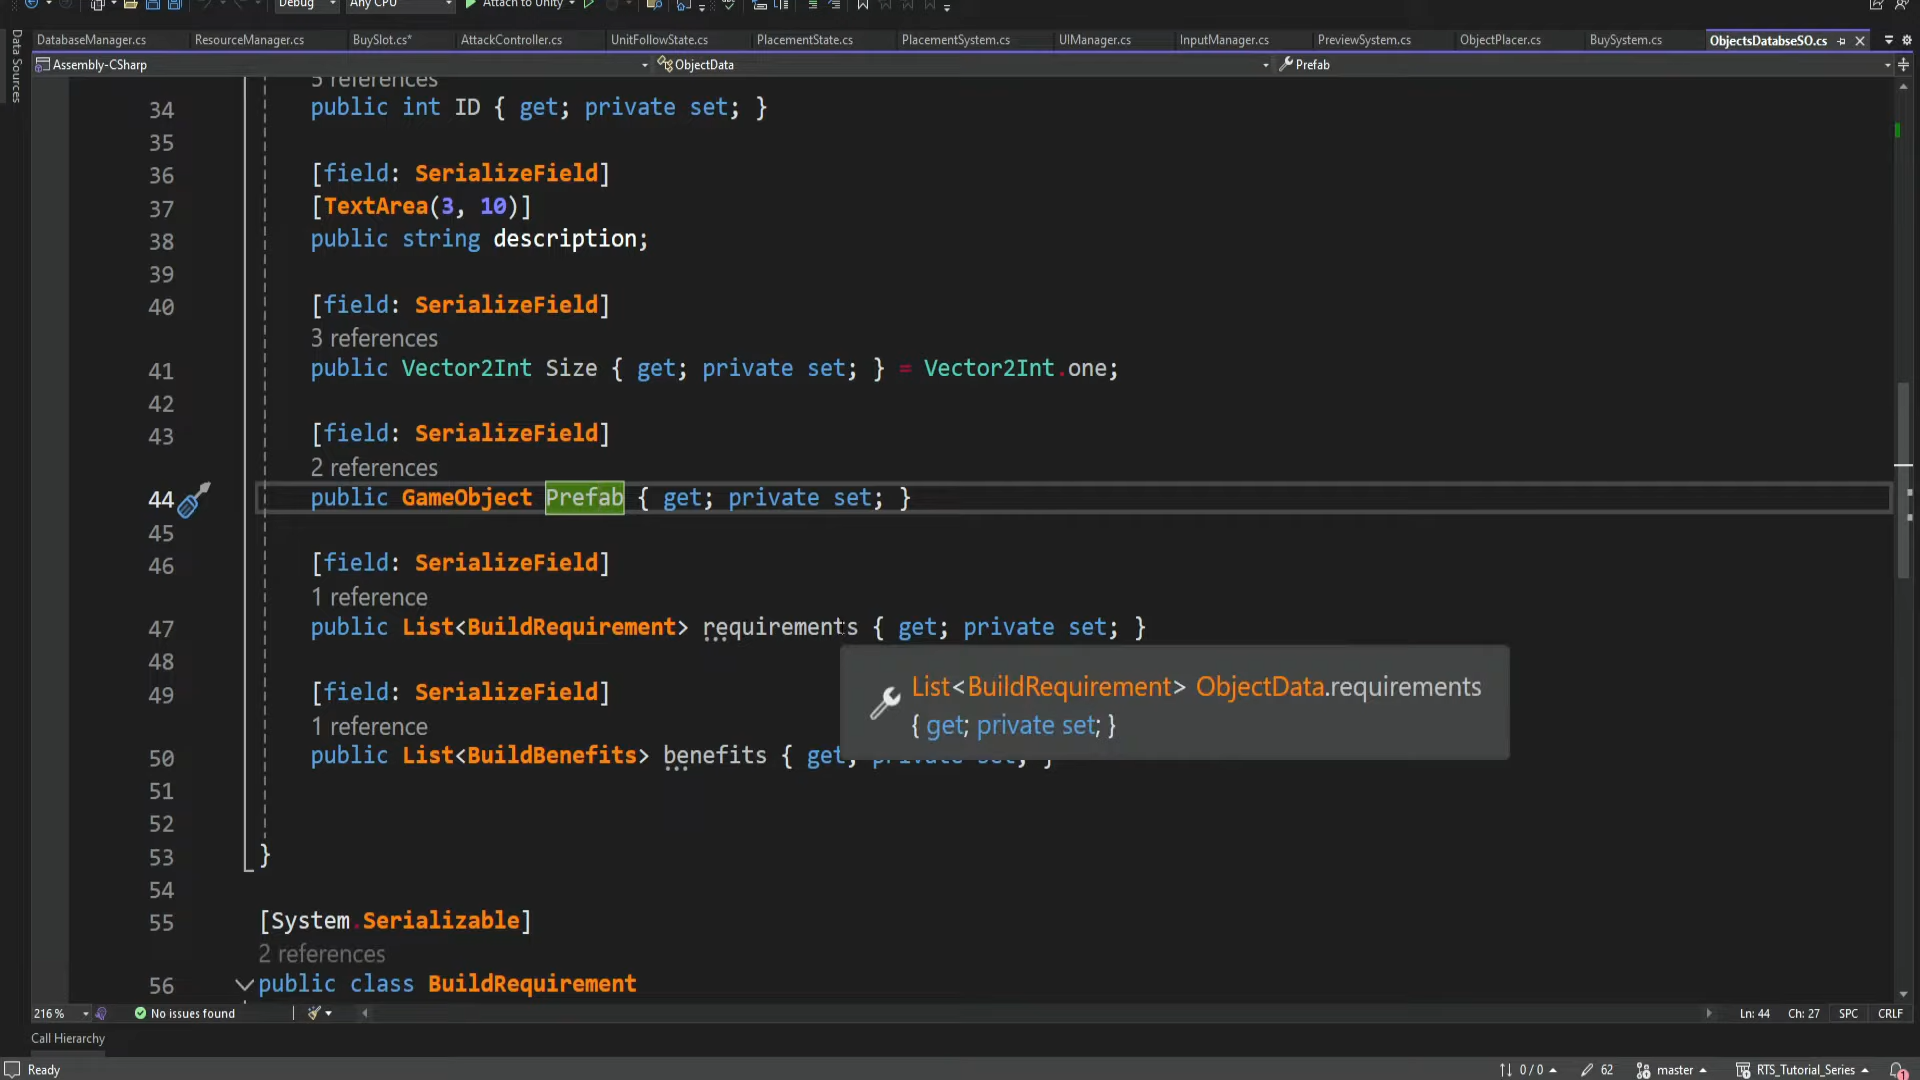 Debug Any CPU Attach to Unity
DatabaseManager.cs ResourceManager.cs BuySlot.cs* AttackController.cs UnitFollowState.cs PlacementState.cs PlacementSystem.cs UIManager.cs InputManager.cs PreviewSystem.cs ObjectPlacer.cs BuySystem.cs ObjectsDatabseSO.cs
Data Sources
Assembly-CSharp ObjectData Prefab
5 references
34 public int ID { get; private set; }
35
36 [field: SerializeField]
37 [TextArea(3, 10)]
38 public string description;
39
40 [field: SerializeField]
3 references
41 public Vector2Int Size { get; private set; } = Vector2Int.one;
42
43 [field: SerializeField]
2 references
44 public GameObject Prefab { get; private set; }
45
46 [field: SerializeField]
1 reference
47 public List<BuildRequirement> requirements { get; private set; }
48
List<BuildRequirement> ObjectData.requirements
{ get; private set; }
49 [field: SerializeField]
1 reference
50 public List<BuildBenefits> benefits { get; private set; }
51
52
53 }
54
55 [System.Serializable]
2 references
56 public class BuildRequirement
216 % No issues found Ln: 44 Ch: 27 SPC CRLF
Call Hierarchy
Ready 0 / 0 62 master RTS_Tutorial_Series 1